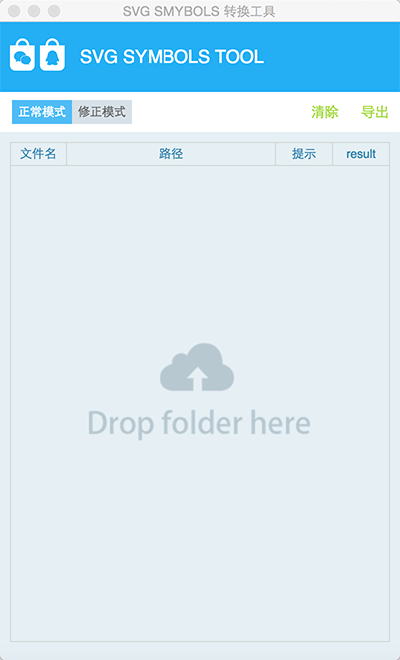 SVG SMYBOLS 转换工具
SVG SYMBOLS TOOL
正常模式 修正模式 清除 导出
文件名 路径 提示 result
Drop folder here